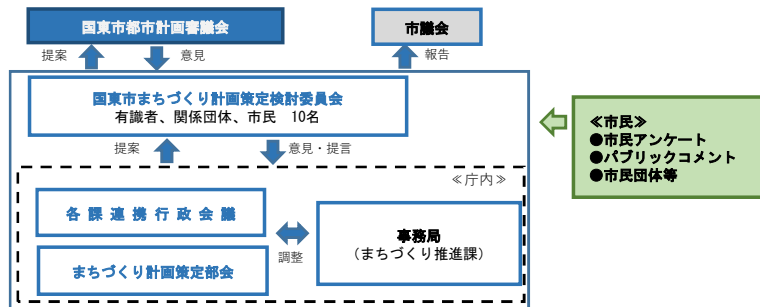 国東市都市計画審議会
市議会
提案
意見
報告
国東市まちづくり計画策定検討委員会
有識者、関係団体、市民 10名
提案
意見・提言
≪庁内≫
各課連携行政会議
まちづくり計画策定部会
調整
事務局
（まちづくり推進課）
≪市民≫
●市民アンケート
●パブリックコメント
●市民団体等